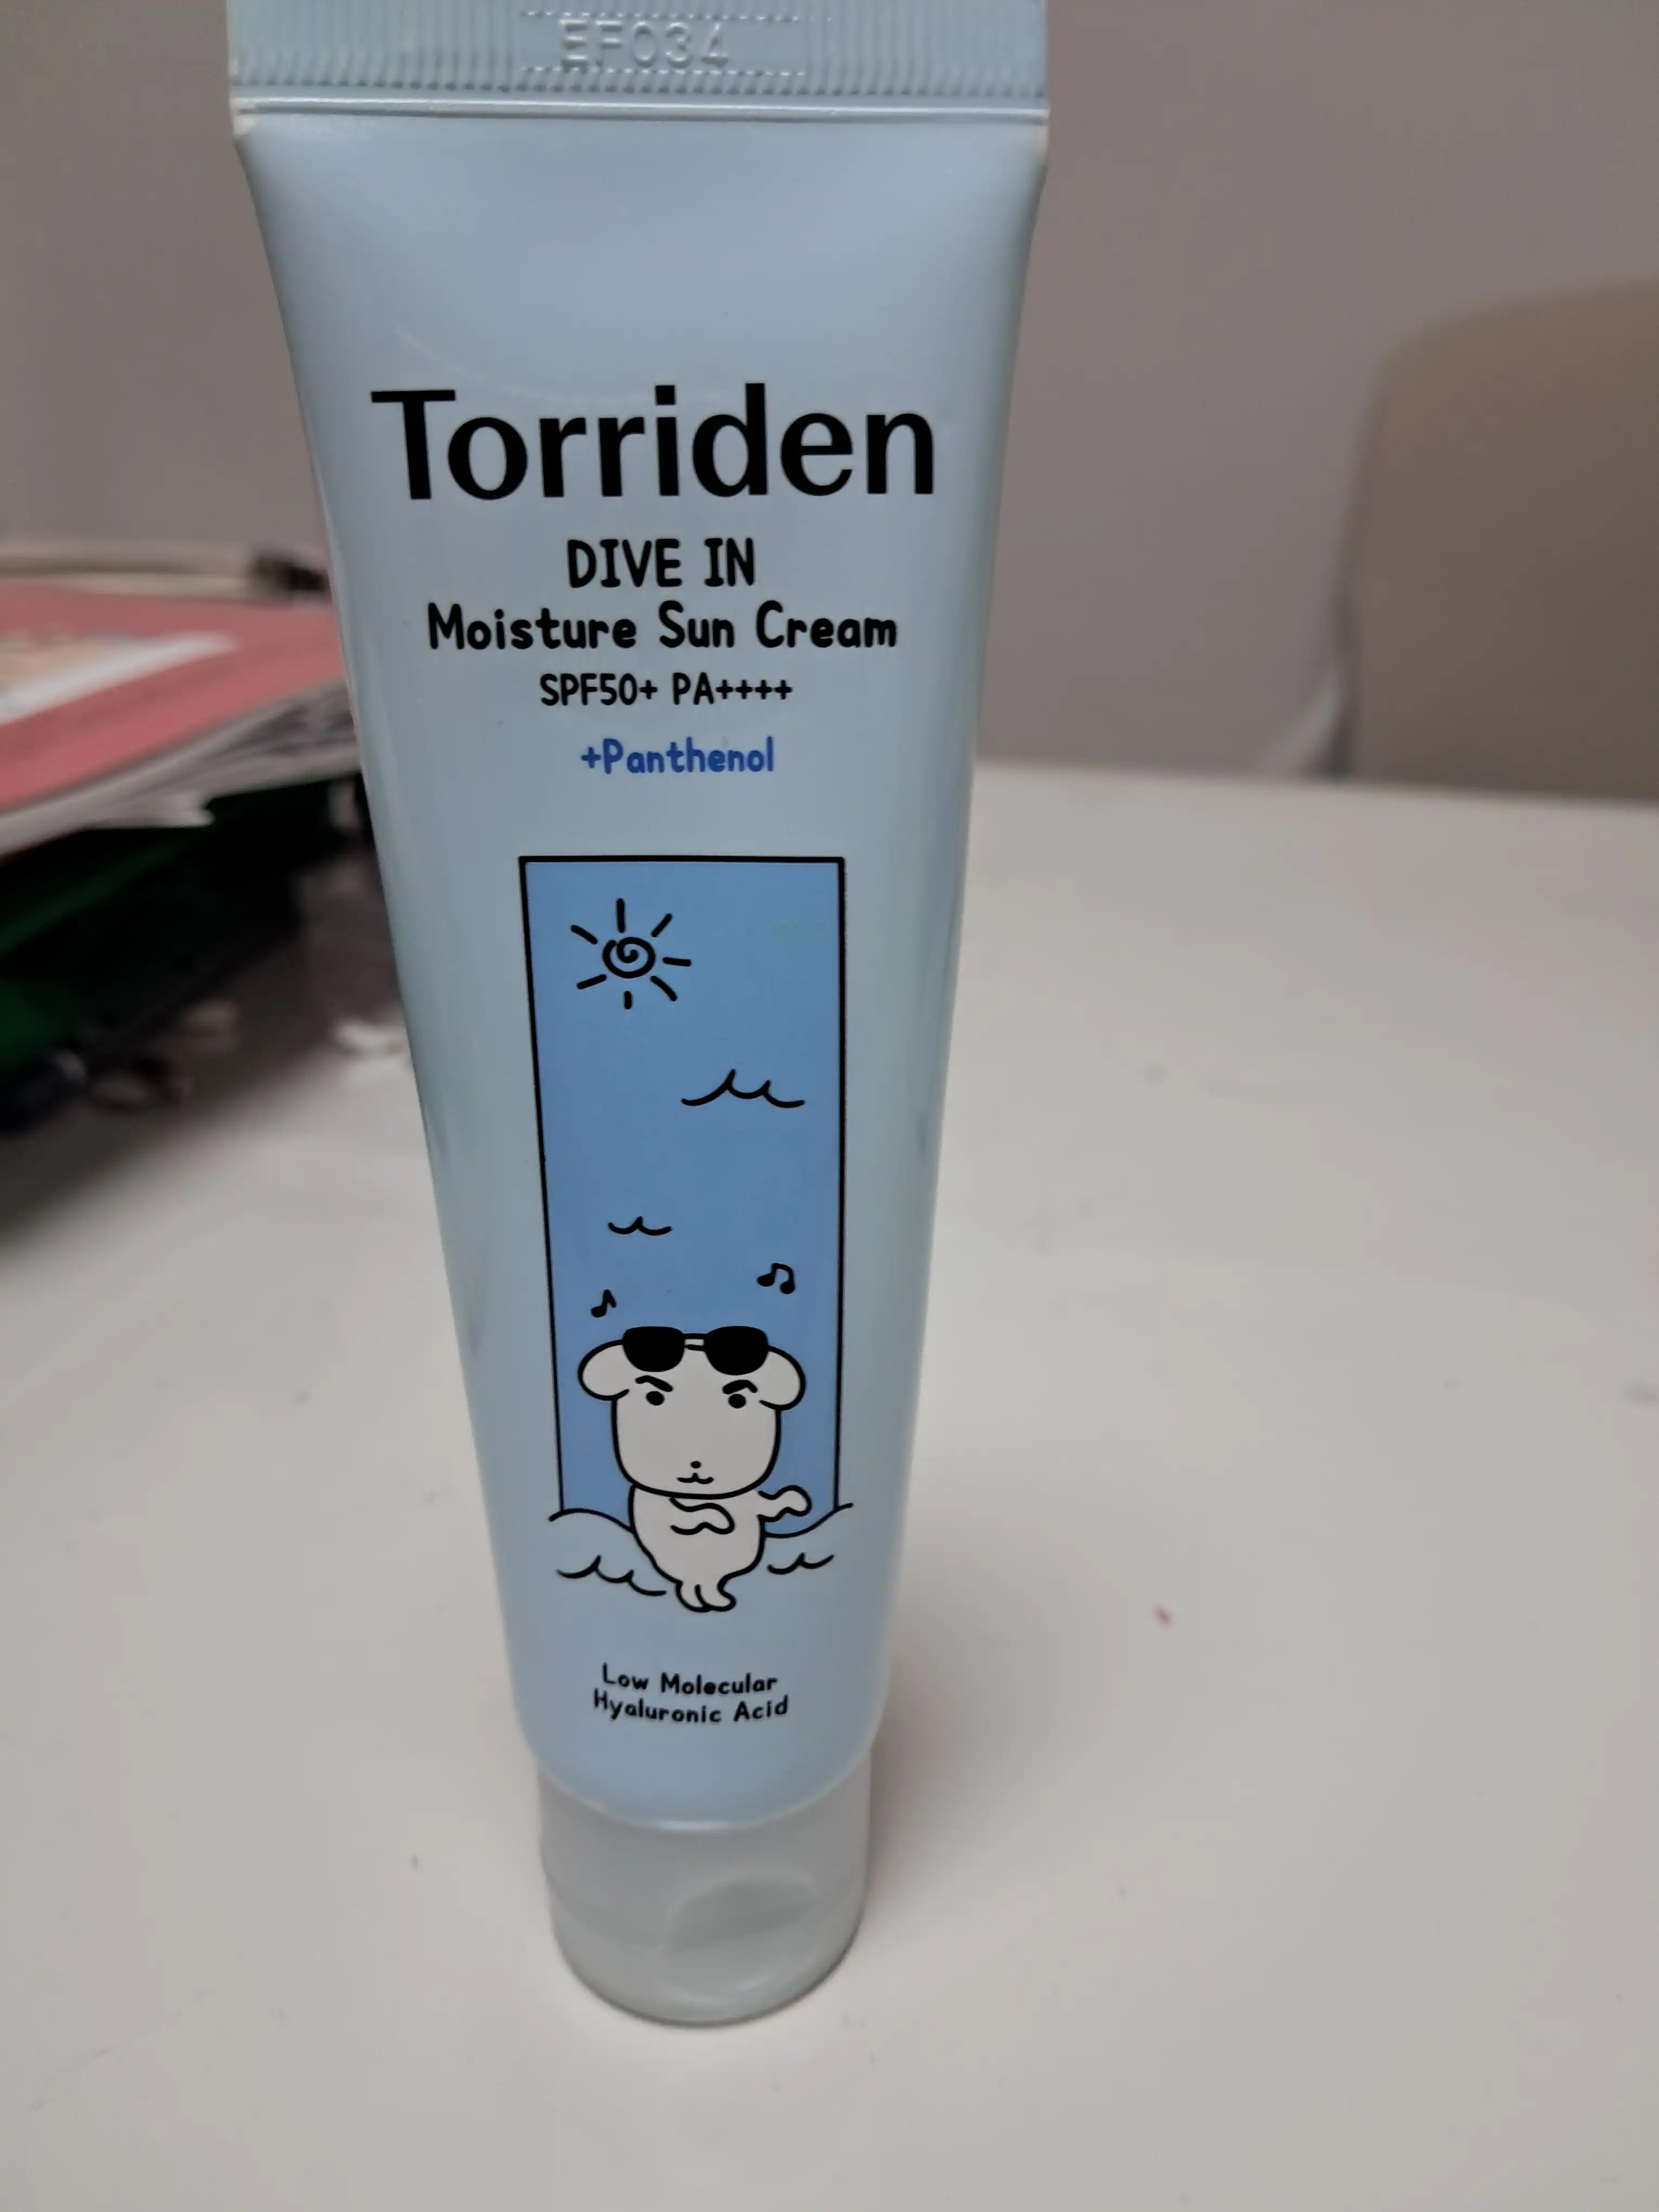 EF034
Torriden
DIVE IN
Moisture Sun Cream
SPF50+ PA++++
+Panthenol
Low Molecular
Hyaluronic Acid